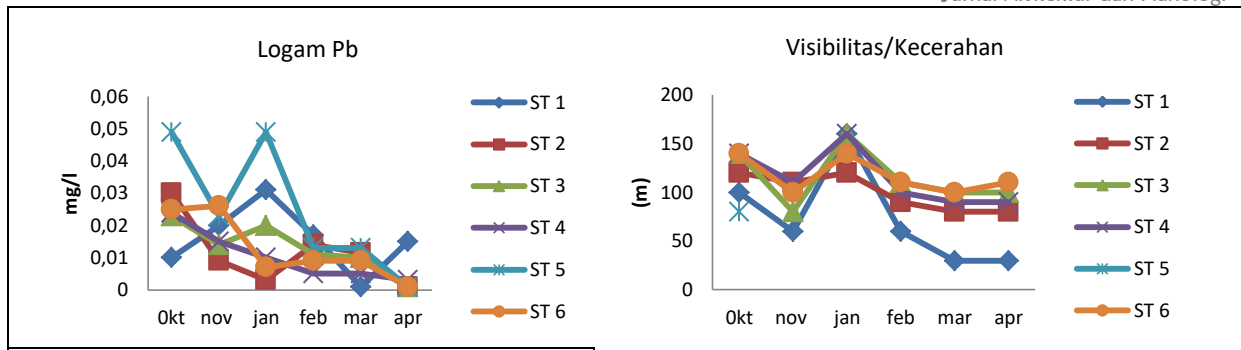 Logam Pb
mg/l
0,06
0,05
0,04
0,03
0,02
0,01
0
0kt nov jan feb mar apr
ST 1
ST 2
ST 3
ST 4
ST 5
ST 6
Visibilitas/Kecerahan
(m)
200
150
100
50
0
0kt nov jan feb mar apr
ST 1
ST 2
ST 3
ST 4
ST 5
ST 6